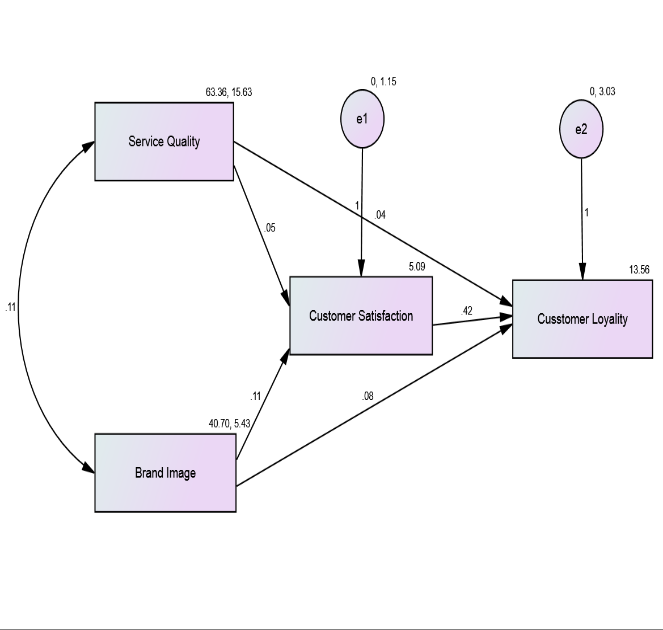 0, 1.15
63.36, 15.63
0, 3.03
e1
e2
Service Quality
1
.04
1
.05
5.09
13.56
.11
.42
Customer Satisfaction
Cusstomer Loyality
.11
.08
40.70, 5.43
Brand Image